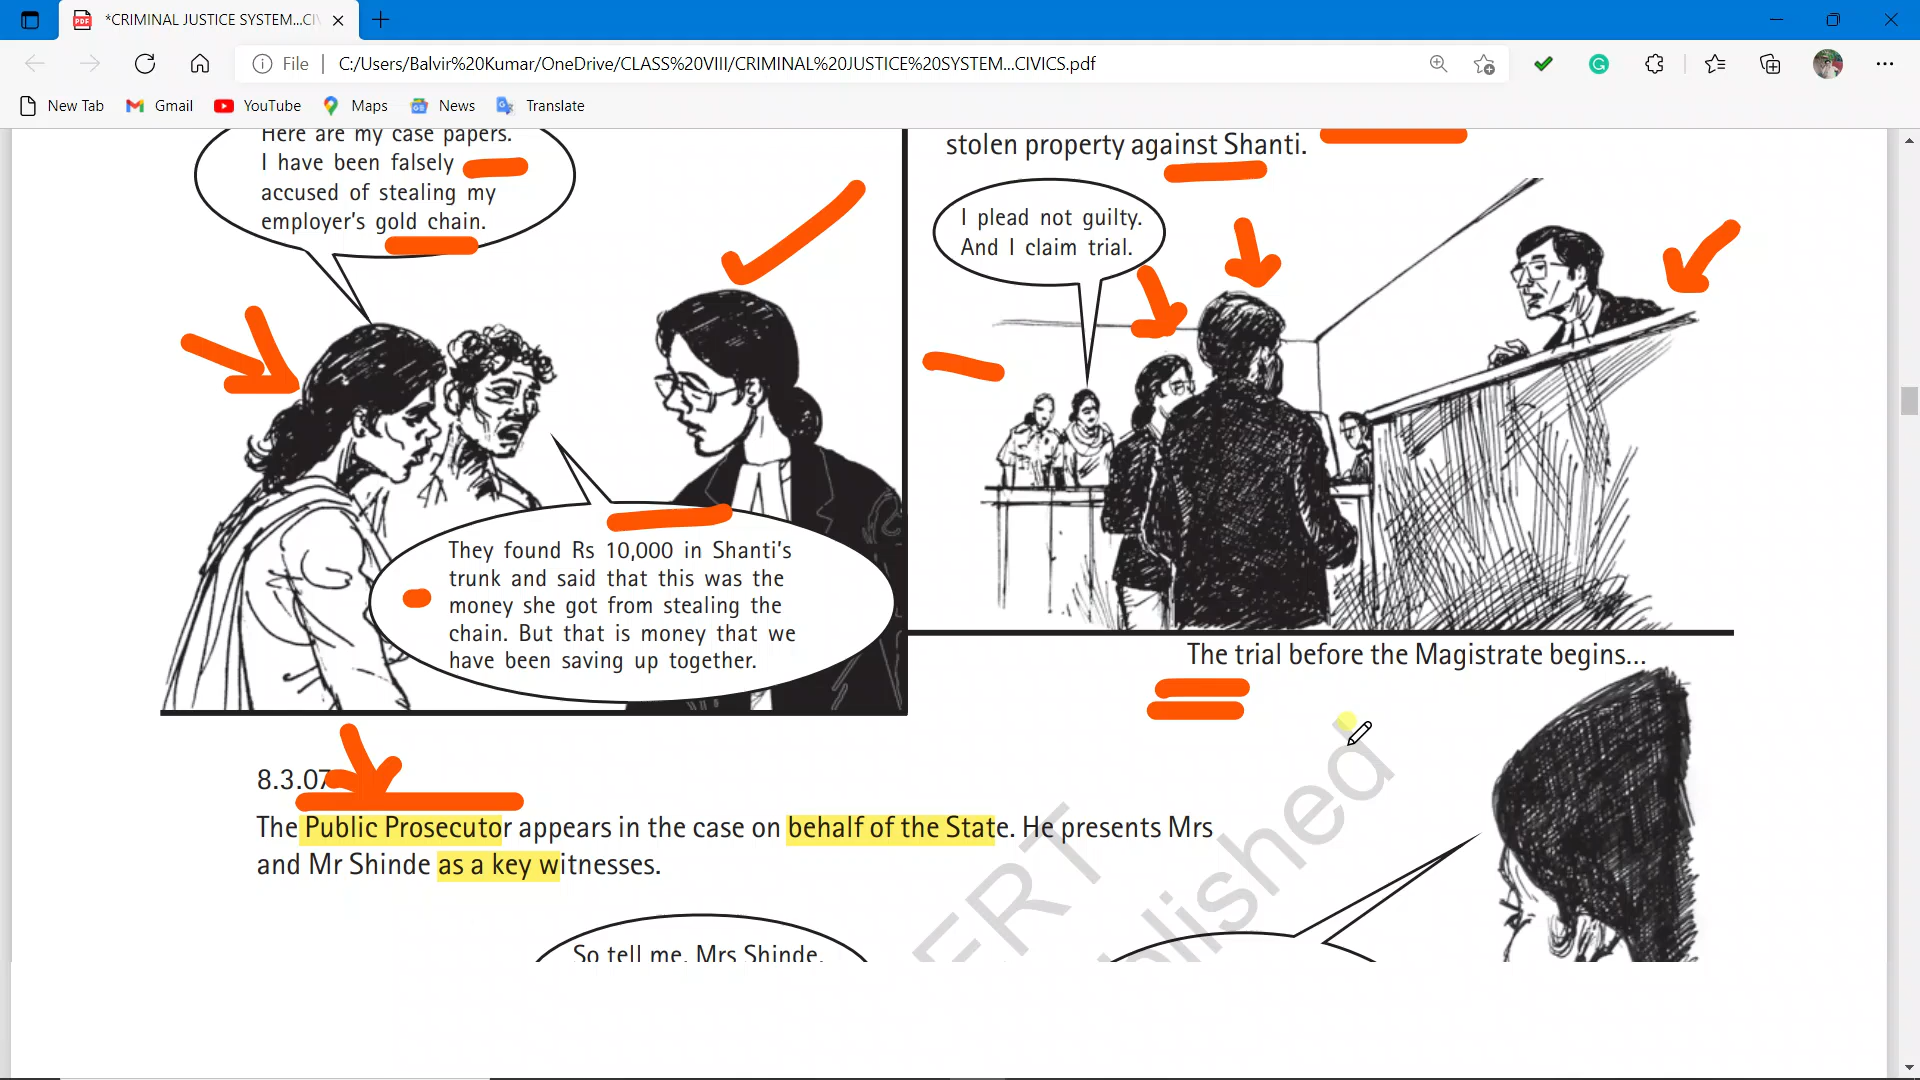 *CRIMINAL JUSTICE SYSTEM...CIV
File
C:/Users/Balvir%20Kumar/OneDrive/CLASS%20VIII/CRIMINAL%20JUSTICE%20SYSTEM...CIVICS.pdf
New Tab
Gmail
YouTube
Maps
News
Translate
Here are my case papers.
I have been falsely
accused of stealing my
employer's gold chain.
They found Rs 10,000 in Shanti's
trunk and said that this was the
money she got from stealing the
chain. But that is money that we
have been saving up together.
stolen property against Shanti.
I plead not guilty.
And I claim trial.
The trial before the Magistrate begins...
8.3.07
The Public Prosecutor appears in the case on behalf of the State. He presents Mrs
and Mr Shinde as a key witnesses.
So tell me, Mrs Shinde,
ERT
blished